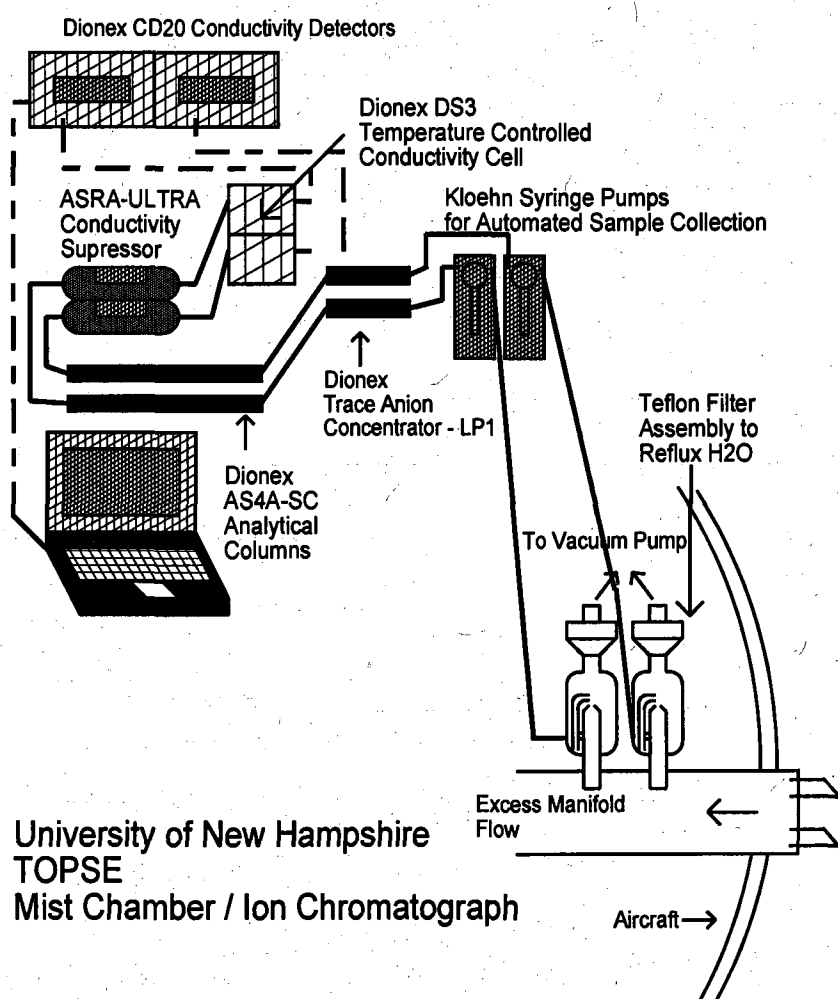 Dionex CD20 Conductivity Detectors
Dionex DS3
Temperature Controlled
Conductivity Cell
ASRA-ULTRA
Conductivity
Supressor
Kloehn Syringe Pumps
for Automated Sample Collection
Dionex
Trace Anion
Concentrator - LP1
Teflon Filter
Assembly to
Reflux H2O
Dionex
AS4A-SC
Analytical
Columns
To Vacuum Pump
Excess Manifold
Flow
University of New Hampshire
TOPSE
Mist Chamber / Ion Chromatograph
Aircraft